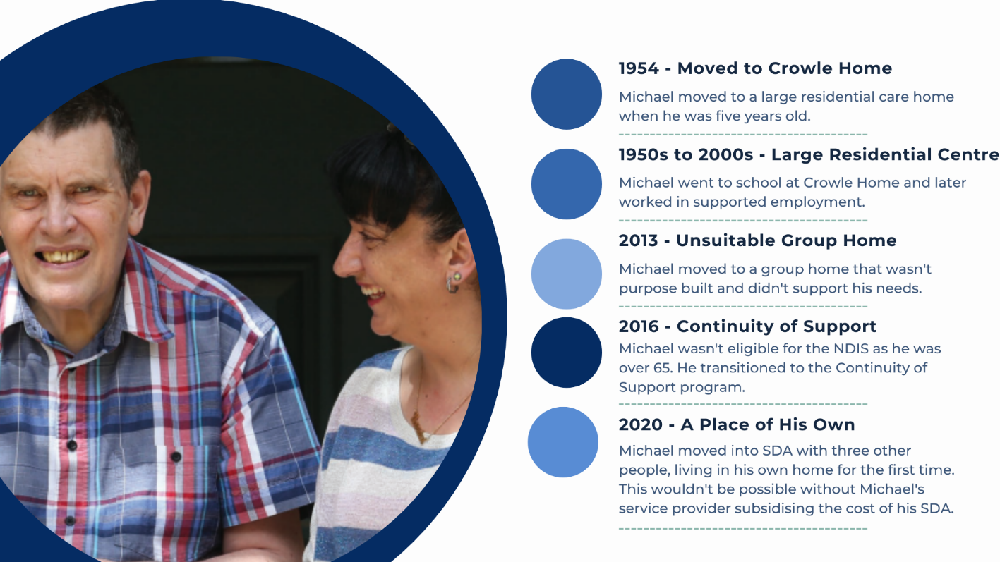 1954 - Moved to Crowle Home
Michael moved to a large residential care home
when he was five years old.
1950s to 2000s - Large Residential Centre
Michael went to school at Crowle Home and later
worked in supported employment.
2013 - Unsuitable Group Home
Michael moved to a group home that wasn't
purpose built and didn't support his needs.
2016 - Continuity of Support
Michael wasn't eligible for the NDIS as he was
over 65. He transitioned to the Continuity of
Support program.
2020 - A Place of His Own
Michael moved into SDA with three other
people, living in his own home for the first time.
This wouldn't be possible without Michael's
service provider subsidising the cost of his SDA.